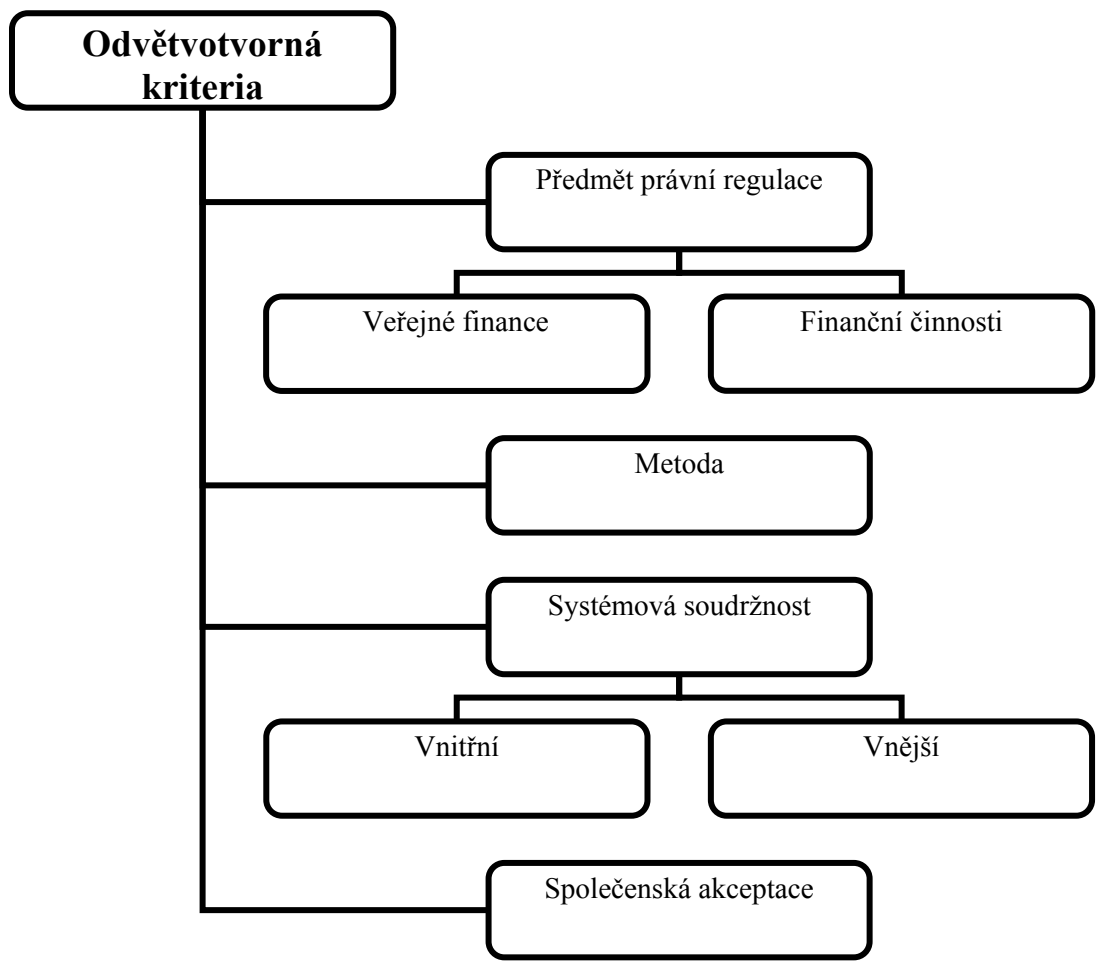 Odvětvotvorná
kriteria
Předmět právní regulace
Veřejné finance
Finanční činnosti
Metoda
Systémová soudržnost
Vnitřní
Vnější
Společenská akceptace